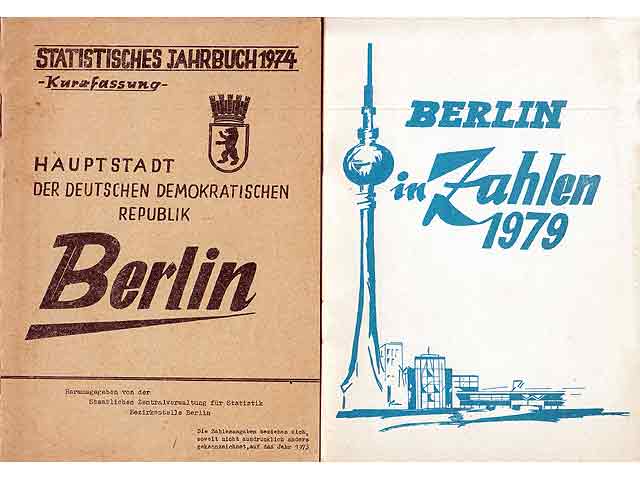 STATISTISCHES JAHRBUCH 1974
-Kurzfassung-
HAUPTSTADT
DER DEUTSCHEN DEMOKRATISCHEN
REPUBLIK
Berlin
Herausgegeben von der
Staatlichen Zentralverwaltung für Statistik
Bezirksstelle Berlin
Die Zahlenangaben beziehen sich,
soweit nicht ausdrücklich anders
gekennzeichnet, auf das Jahr 1973
BERLIN
in Zahlen
1979